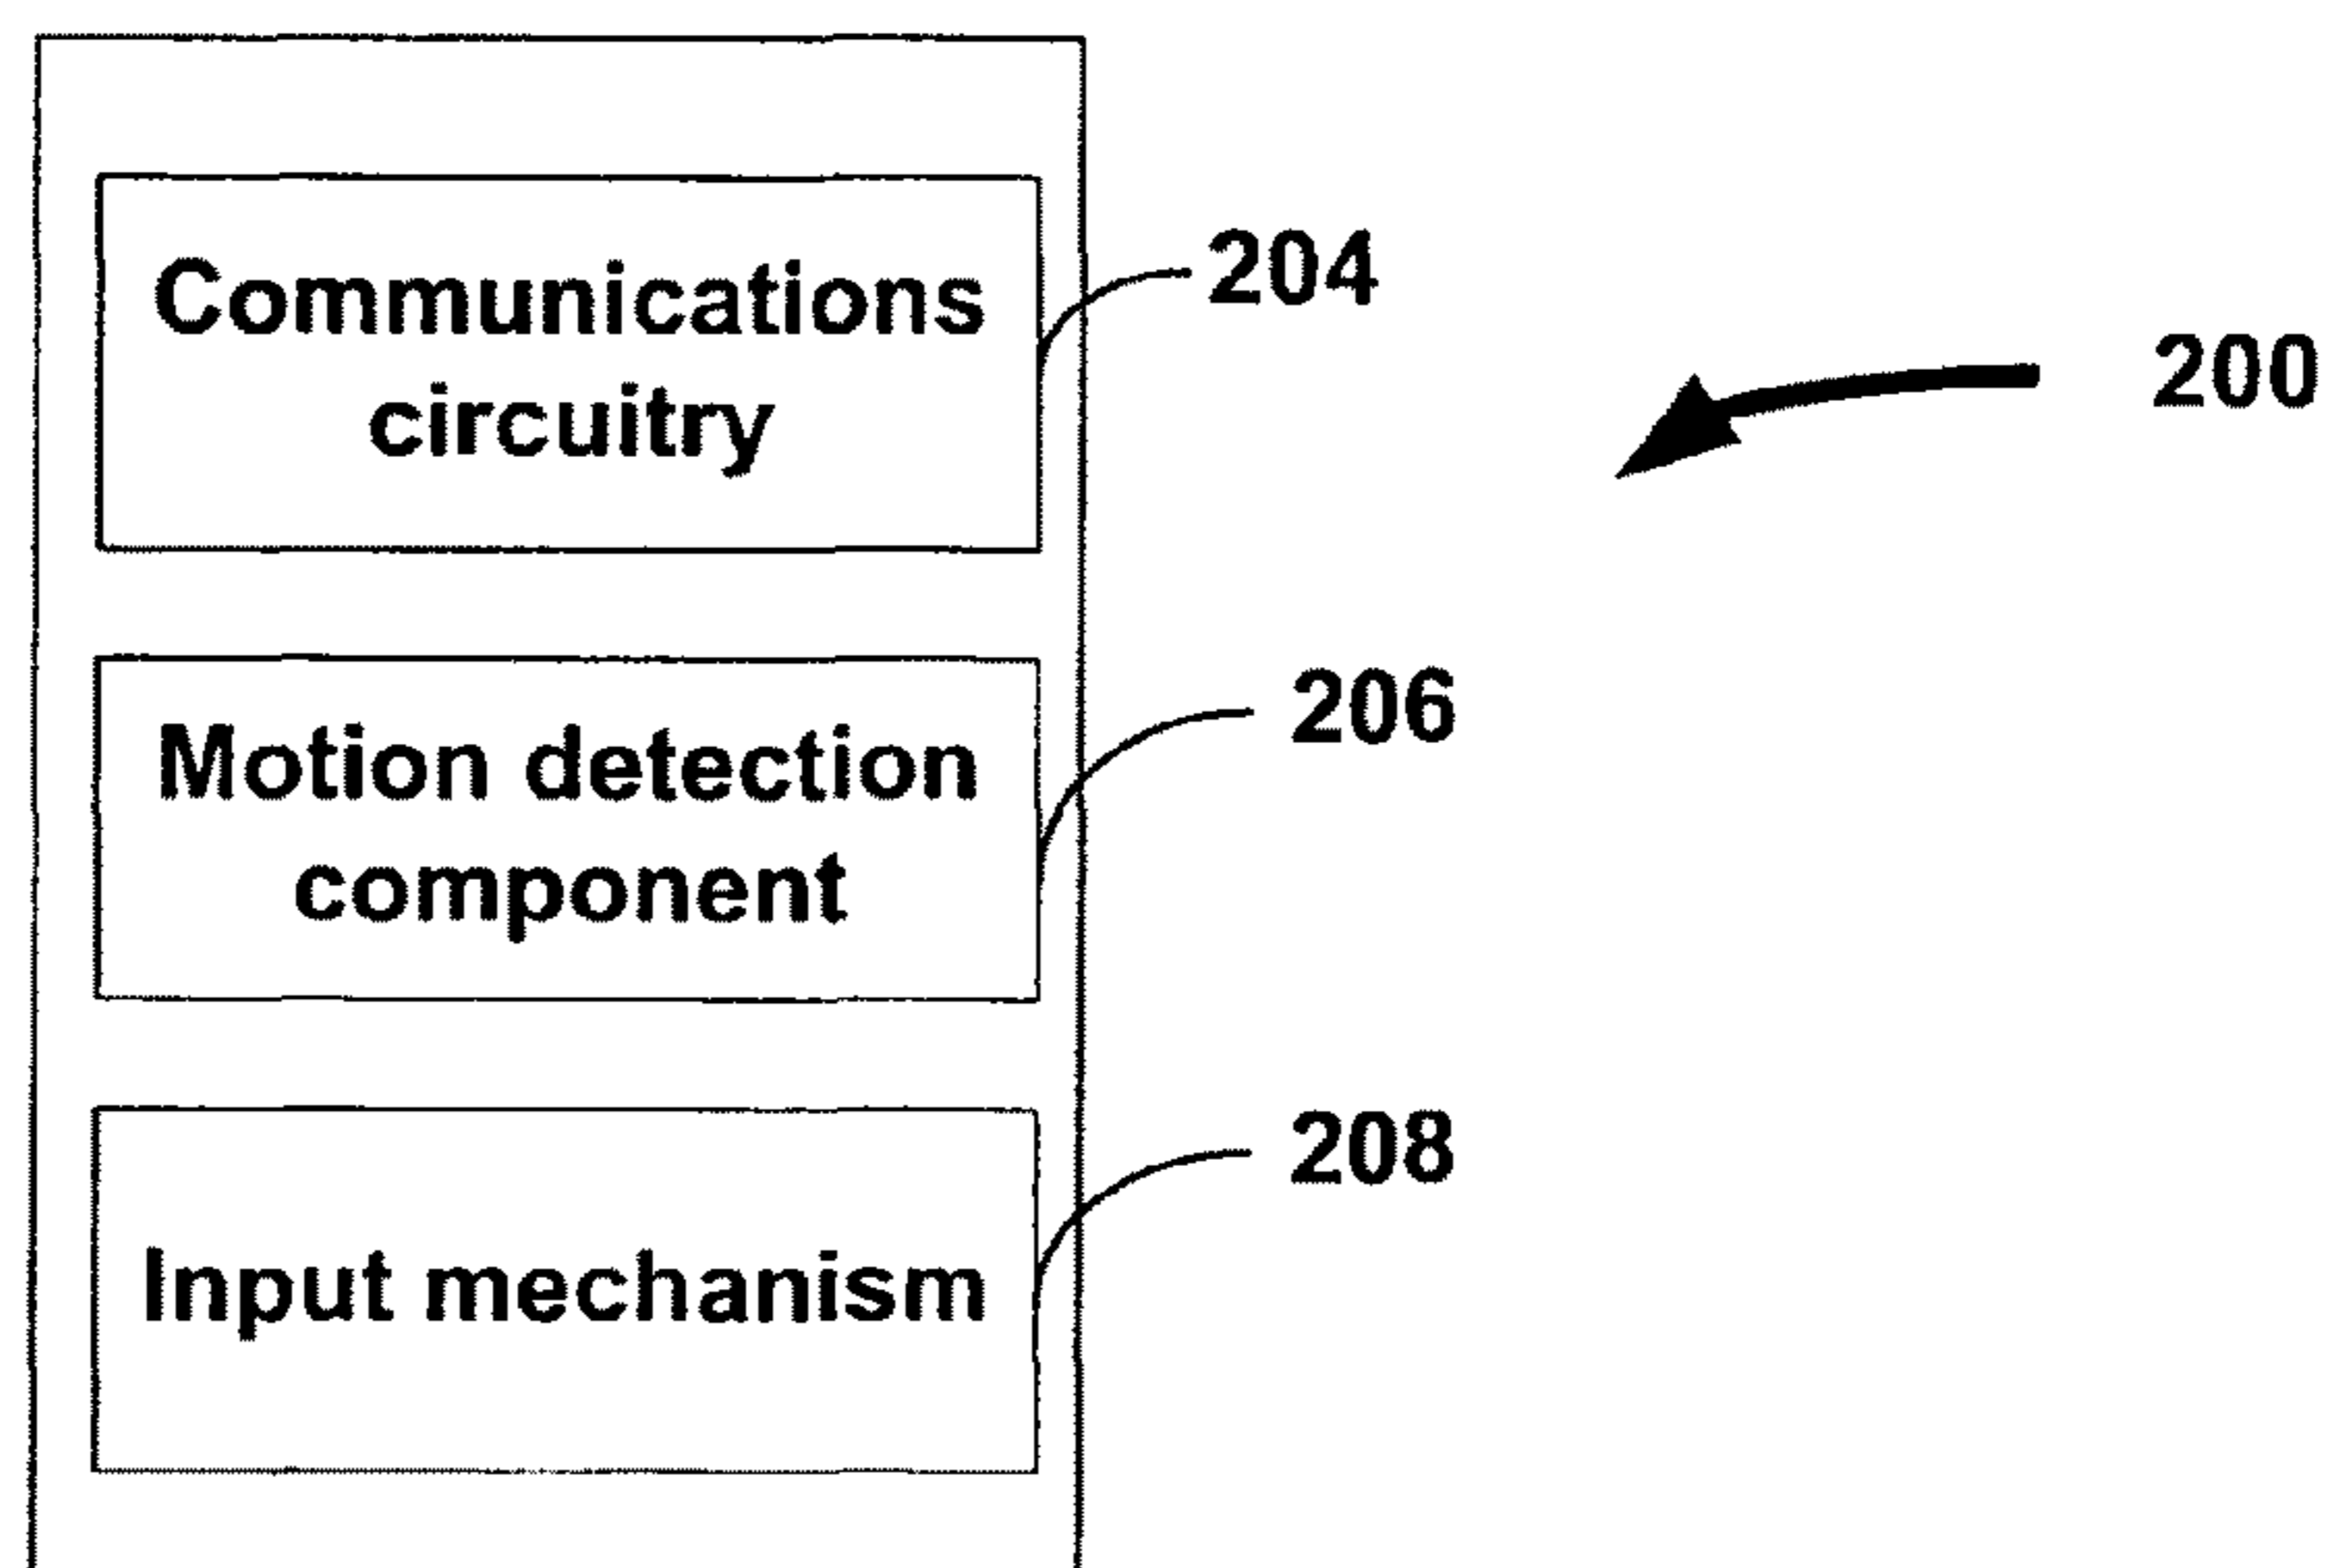 Communications
circuitry
204
200
Motion detection
component
206
Input mechanism
208